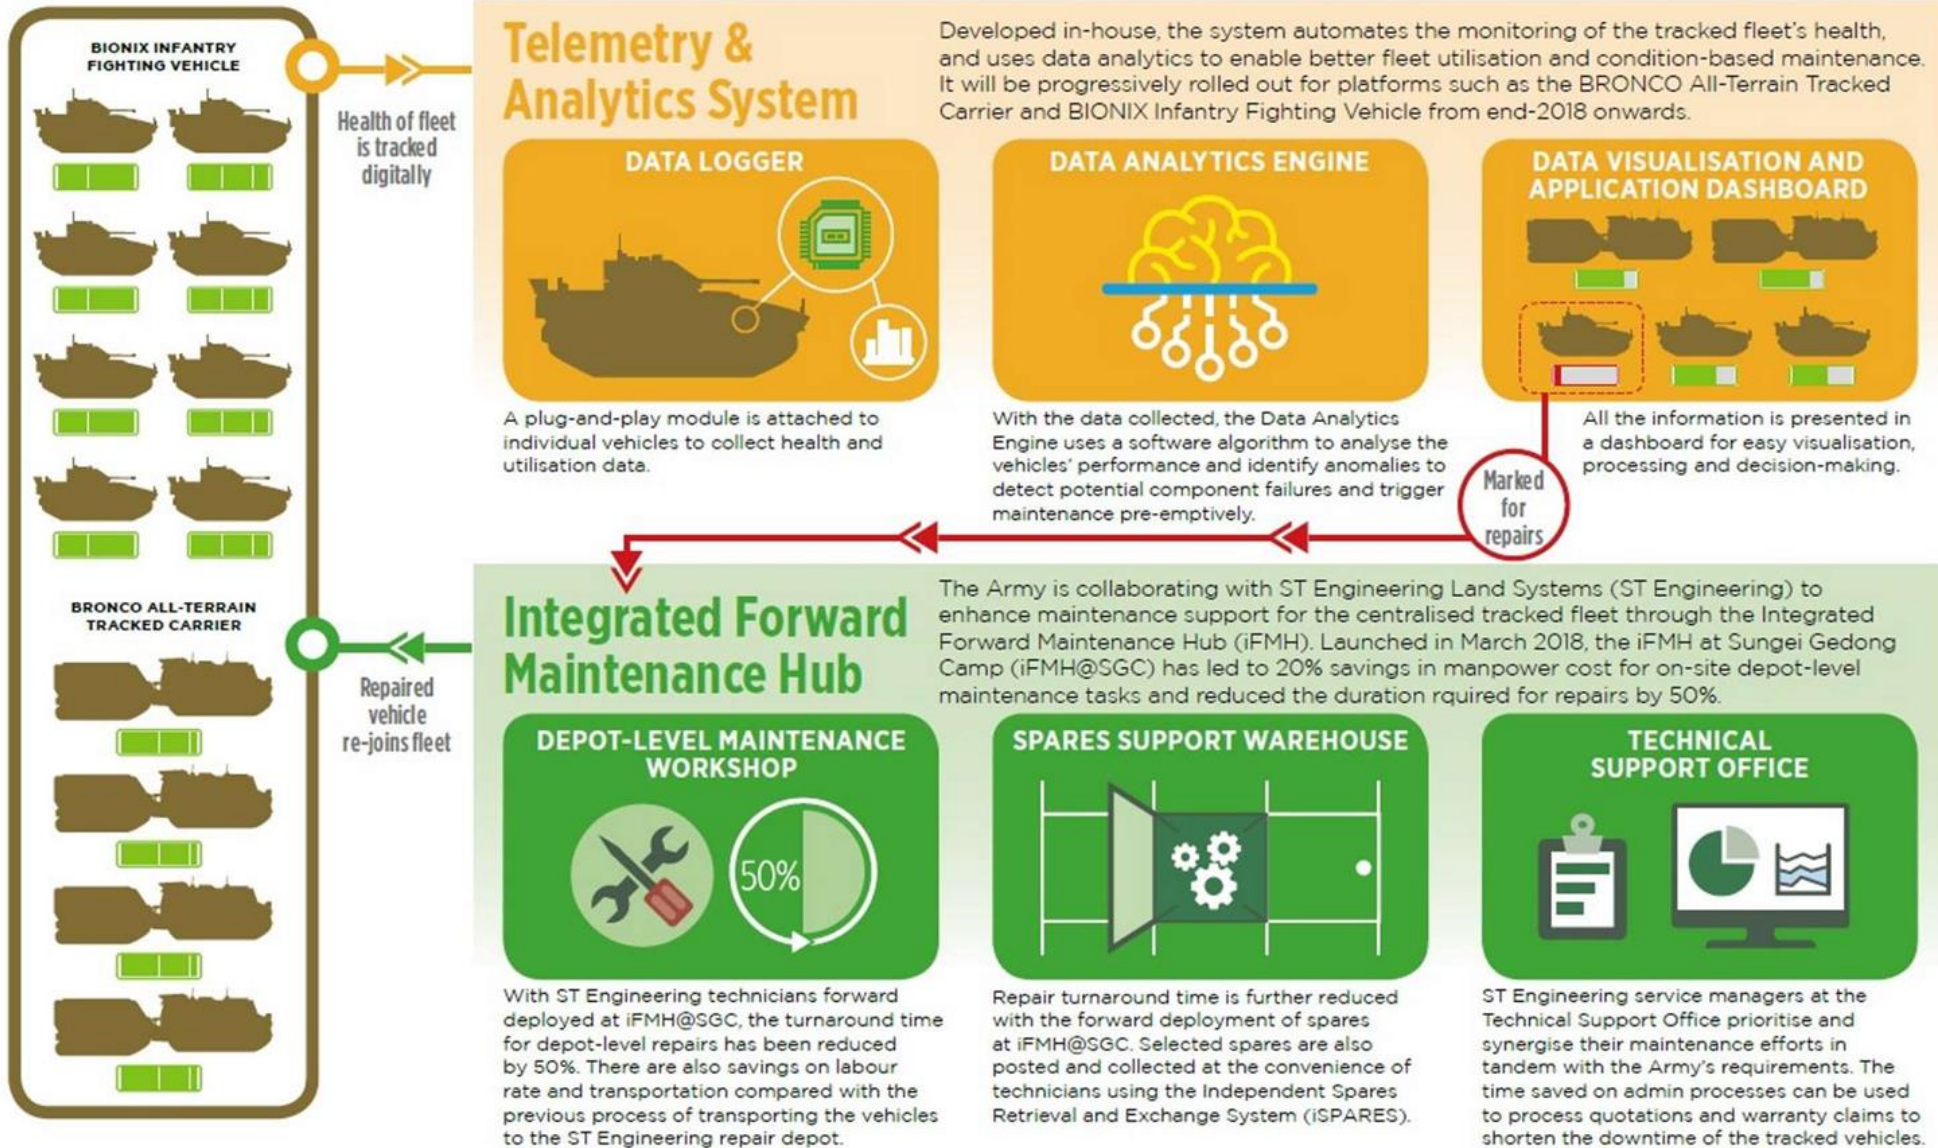 BIONIX INFANTRY
FIGHTING VEHICLE
BRONCO ALL-TERRAIN
TRACKED CARRIER
Health of fleet
is tracked
digitally
Repaired
vehicle
re-joins fleet
Telemetry &
Analytics System
Developed in-house, the system automates the monitoring of the tracked fleet's health,
and uses data analytics to enable better fleet utilisation and condition-based maintenance.
It will be progressively rolled out for platforms such as the BRONCO All-Terrain Tracked
Carrier and BIONIX Infantry Fighting Vehicle from end-2018 onwards.
DATA LOGGER
A plug-and-play module is attached to
individual vehicles to collect health and
utilisation data.
DATA ANALYTICS ENGINE
With the data collected, the Data Analytics
Engine uses a software algorithm to analyse the
vehicles' performance and identify anomalies to
detect potential component failures and trigger
maintenance pre-emptively.
DATA VISUALISATION AND
APPLICATION DASHBOARD
All the information is presented in
a dashboard for easy visualisation,
processing and decision-making.
Marked
for
repairs
Integrated Forward
Maintenance Hub
The Army is collaborating with ST Engineering Land Systems (ST Engineering) to
enhance maintenance support for the centralised tracked fleet through the Integrated
Forward Maintenance Hub (iFMH). Launched in March 2018, the iFMH at Sungei Gedong
Camp (iFMH@SGC) has led to 20% savings in manpower cost for on-site depot-level
maintenance tasks and reduced the duration rquired for repairs by 50%.
DEPOT-LEVEL MAINTENANCE
WORKSHOP
50%
With ST Engineering technicians forward
deployed at iFMH@SGC, the turnaround time
for depot-level repairs has been reduced
by 50%. There are also savings on labour
rate and transportation compared with the
previous process of transporting the vehicles
to the ST Engineering repair depot.
SPARES SUPPORT WAREHOUSE
Repair turnaround time is further reduced
with the forward deployment of spares
at iFMH@SGC. Selected spares are also
posted and collected at the convenience of
technicians using the Independent Spares
Retrieval and Exchange System (iSPARES).
TECHNICAL
SUPPORT OFFICE
ST Engineering service managers at the
Technical Support Office prioritise and
synergise their maintenance efforts in
tandem with the Army's requirements. The
time saved on admin processes can be used
to process quotations and warranty claims to
shorten the downtime of the tracked vehicles.